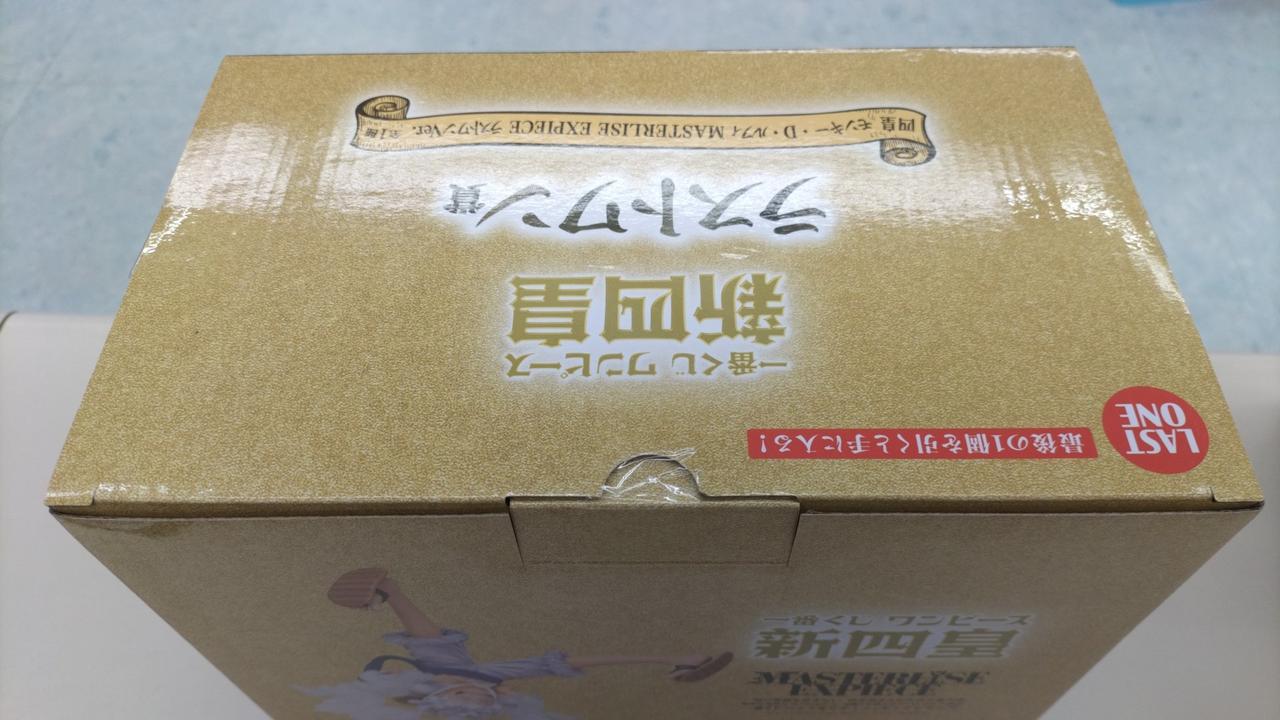 四皇 モンキー・D・ルフィ MASTERLISE EXPIECE ラストワンVer. 全1種
ラストワン賞
新四皇
一番くじ ワンピース
最後の1個を引くと手に入る!
LAST
ONE
一番くじ ワンピース
新四皇
MASTERLISE
EXPIECE